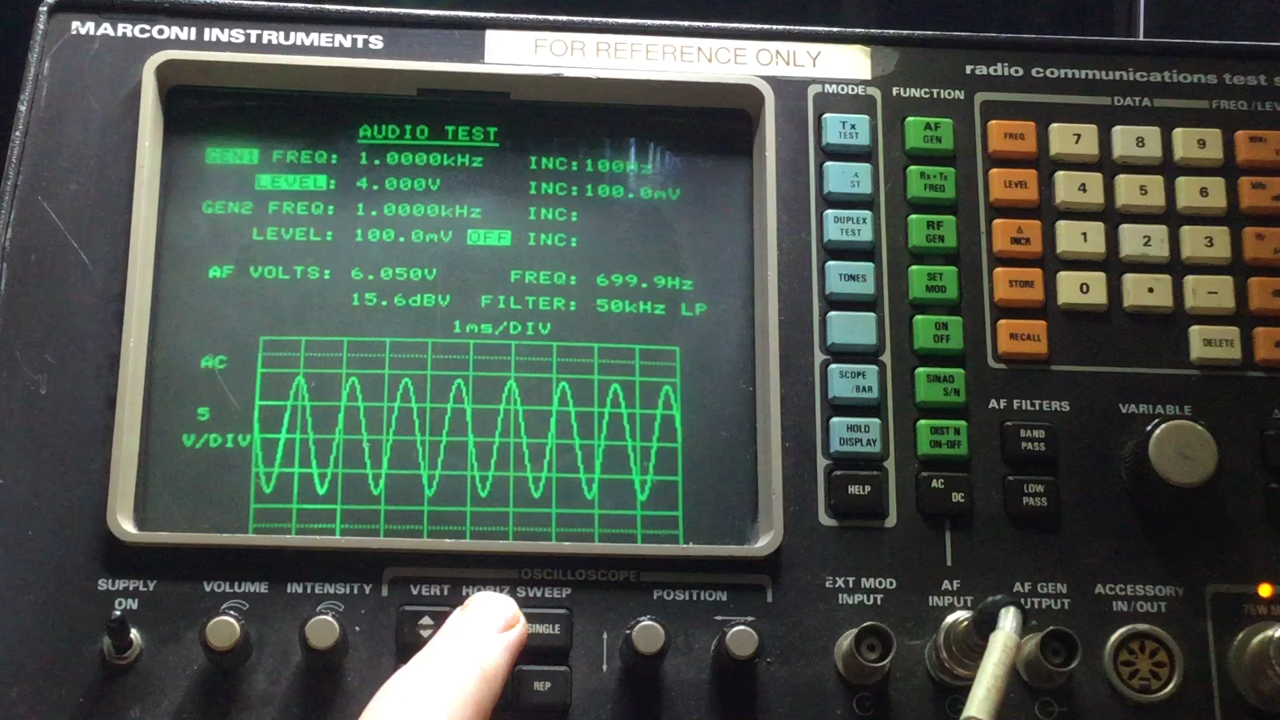 MARCONI INSTRUMENTS
FOR REFERENCE ONLY
radio communications test
AUDIO TEST
GEN1 FREQ: 1.0000kHz INC:100Hz
LEVEL: 4.000V INC:100.0mV
GEN2 FREQ: 1.0000kHz INC:
LEVEL: 100.0mV OFF INC:
AF VOLTS: 6.050V FREQ: 699.9Hz
15.6dBV FILTER: 50kHz LP
1ms/DIV
AC
5
V/DIV
MODE
Tx
TEST
ST
DUPLEX
TEST
TONES
SCOPE
/BAR
HOLD
DISPLAY
HELP
FUNCTION
AF
GEN
Rx=Tx
FREQ
RF
GEN
SET
MOD
ON
OFF
SINAD
S/N
DIST'N
ON-OFF
AC
DC
DATA
FREQ
7
8
9
LEVEL
4
5
6
Δ
INCR
1
2
3
STORE
0
•
−
RECALL
DELETE
AF FILTERS
BAND
PASS
LOW
PASS
VARIABLE
SUPPLY
ON
VOLUME
INTENSITY
OSCILLOSCOPE
VERT HORIZ SWEEP
SINGLE
REP
POSITION
EXT MOD
INPUT
AF
INPUT
AF GEN
ACCESSORY
IN/OUT